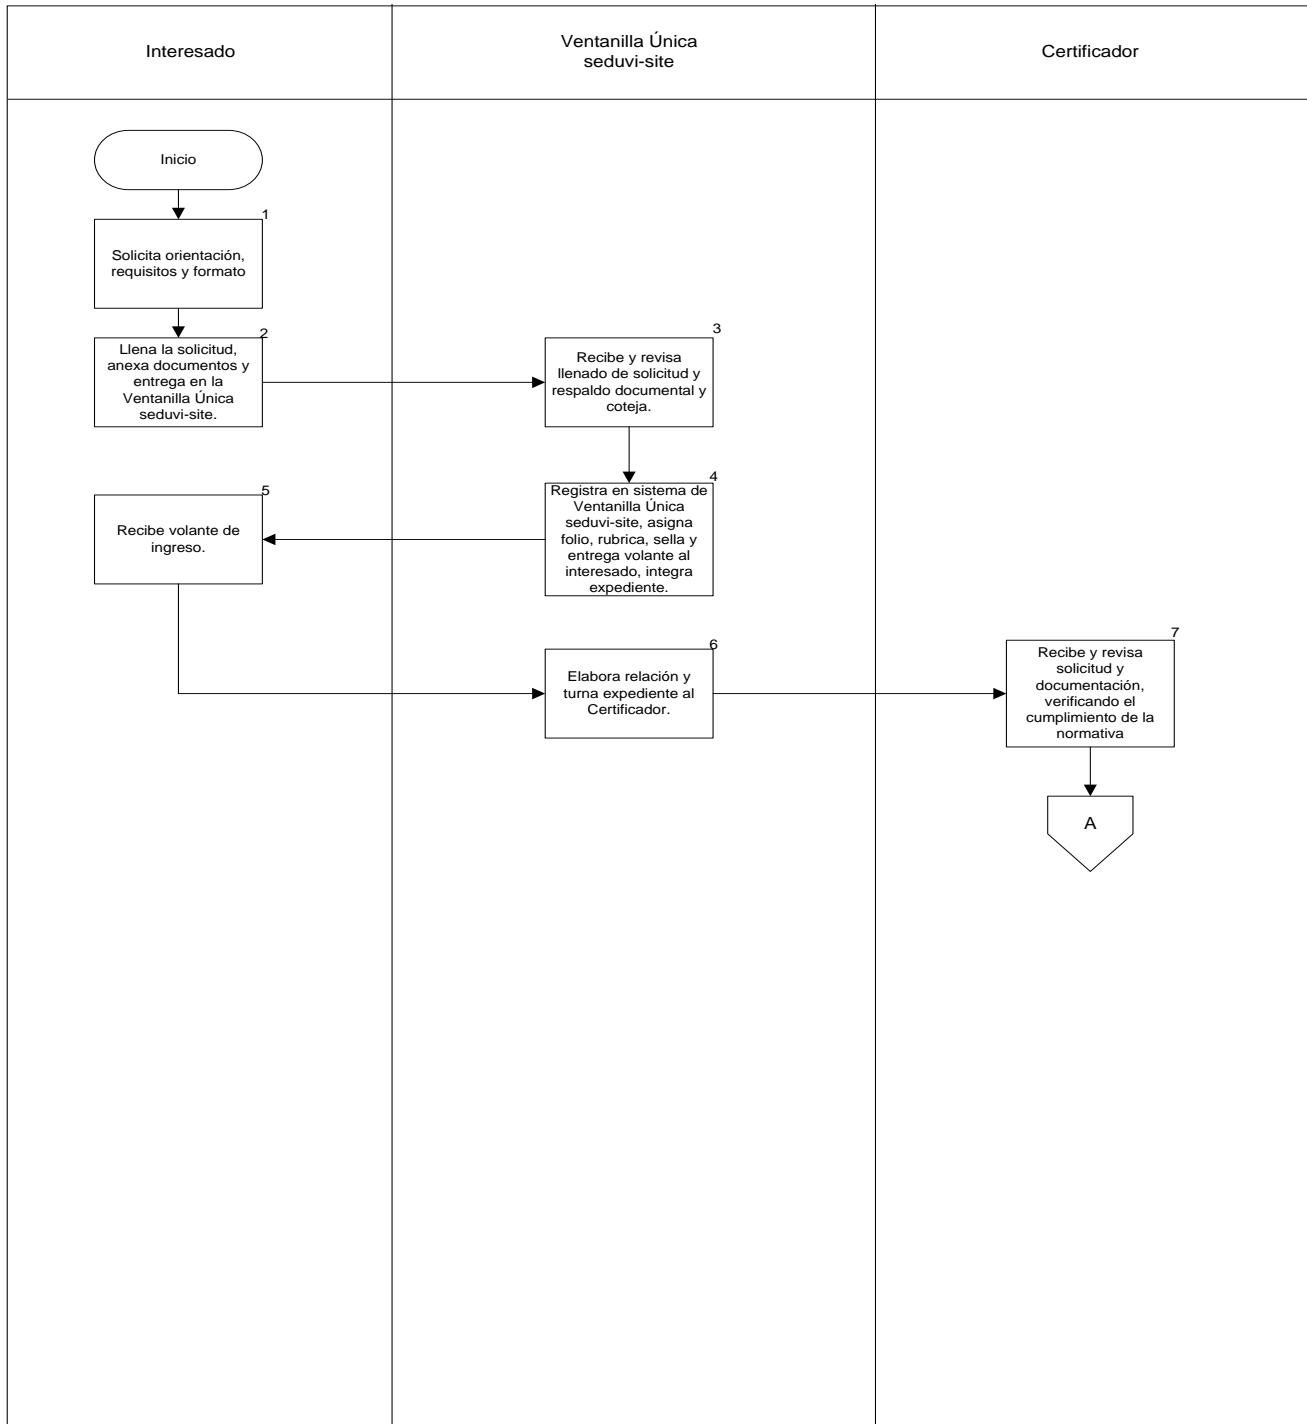 Interesado
Ventanilla Única
seduvi-site
Certificador
Inicio
1
Solicita orientación,
requisitos y formato
2
Llena la solicitud,
anexa documentos y
entrega en la
Ventanilla Única
seduvi-site.
3
Recibe y revisa
llenado de solicitud y
respaldo documental y
coteja.
4
Registra en sistema de
Ventanilla Única
seduvi-site, asigna
folio, rubrica, sella y
entrega volante al
interesado, integra
expediente.
5
Recibe volante de
ingreso.
6
Elabora relación y
turna expediente al
Certificador.
7
Recibe y revisa
solicitud y
documentación,
verificando el
cumplimiento de la
normativa
A